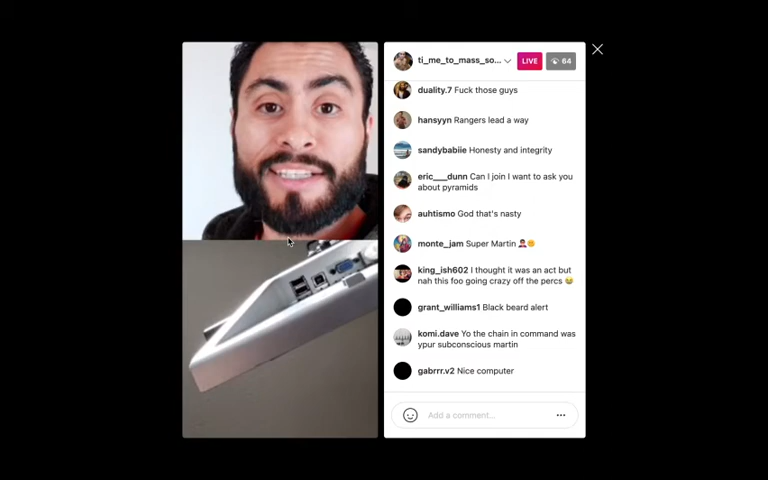 ti_me_to_mass_so...
LIVE
64
duality.7 Fuck those guys
hansyyn Rangers lead a way
sandybabiie Honesty and integrity
eric___dunn Can I join I want to ask you
about pyramids
auhtismo God that's nasty
monte_jam Super Martin
king_ish602 I thought it was an act but
nah this foo going crazy off the percs 😂
grant_williams1 Black beard alert
komi.dave Yo the chain in command was
ypur subconscious martin
gabrrr.v2 Nice computer
Add a comment...